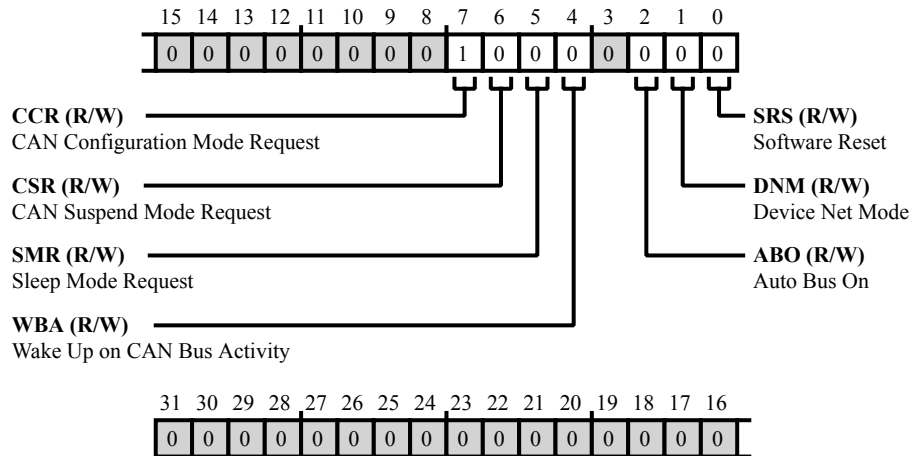 15 14 13 12 11 10 9 8 7 6 5 4 3 2 1 0
0 0 0 0 0 0 0 0 1 0 0 0 0 0 0 0
CCR (R/W)
CAN Configuration Mode Request
CSR (R/W)
CAN Suspend Mode Request
SMR (R/W)
Sleep Mode Request
WBA (R/W)
Wake Up on CAN Bus Activity
SRS (R/W)
Software Reset
DNM (R/W)
Device Net Mode
ABO (R/W)
Auto Bus On
31 30 29 28 27 26 25 24 23 22 21 20 19 18 17 16
0 0 0 0 0 0 0 0 0 0 0 0 0 0 0 0